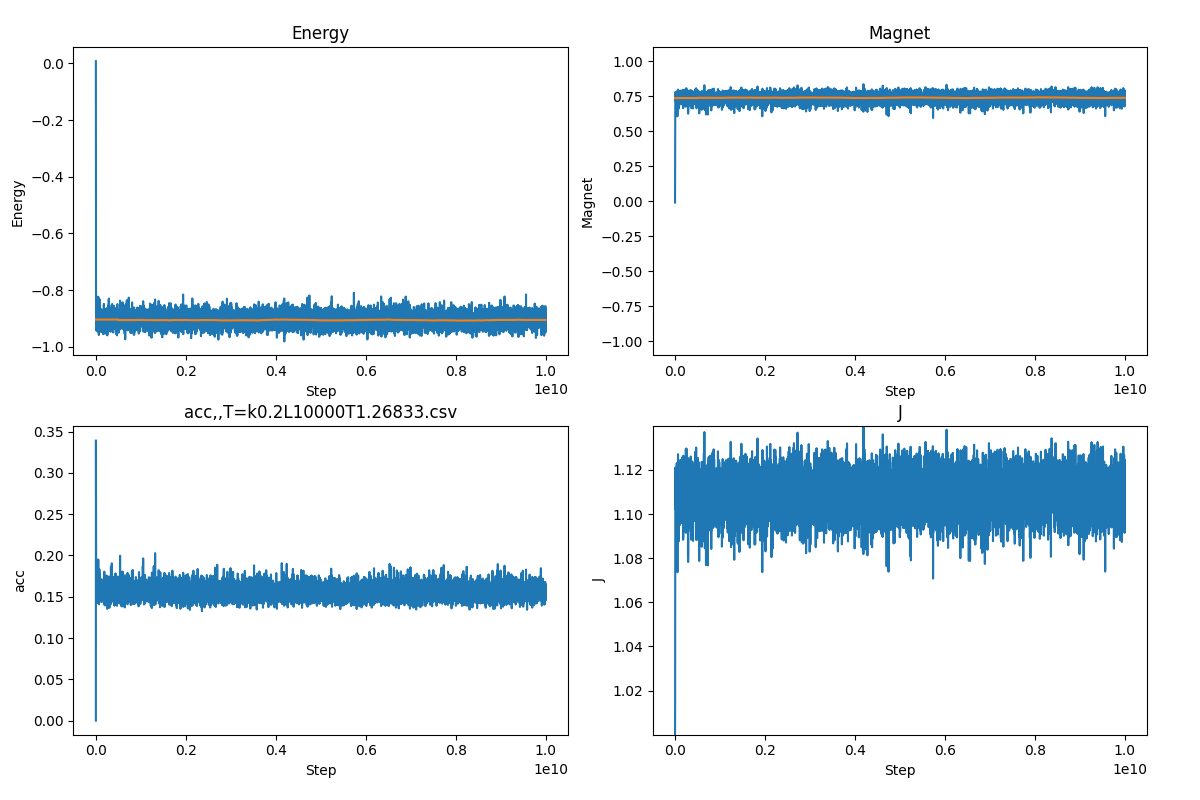 Energy
Energy
0.0
−0.2
−0.4
−0.6
−0.8
−1.0
0.0 0.2 0.4 0.6 0.8 1.0
1e10
Step
Magnet
Magnet
1.00
0.75
0.50
0.25
0.00
−0.25
−0.50
−0.75
−1.00
0.0 0.2 0.4 0.6 0.8 1.0
1e10
Step
acc,,T=k0.2L10000T1.26833.csv
acc
0.35
0.30
0.25
0.20
0.15
0.10
0.05
0.00
0.0 0.2 0.4 0.6 0.8 1.0
1e10
Step
J
J
1.12
1.10
1.08
1.06
1.04
1.02
0.0 0.2 0.4 0.6 0.8 1.0
1e10
Step